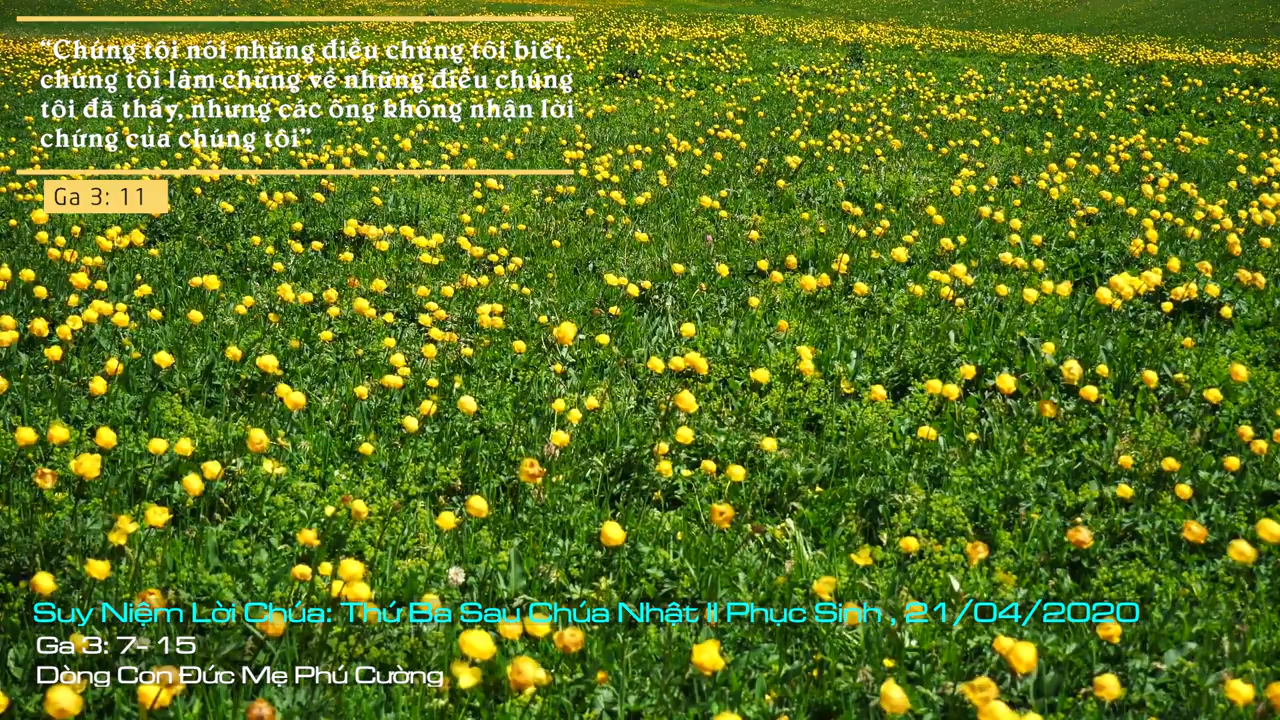 “Chúng tôi nói những điều chúng tôi biết,
chúng tôi làm chứng về những điều chúng
tôi đã thấy, nhưng các ông không nhận lời
chứng của chúng tôi”
Ga 3: 11
Suy Niệm Lời Chúa: Thứ Ba Sau Chúa Nhật II Phục Sinh , 21/04/2020
Ga 3: 7- 15
Dòng Con Đức Mẹ Phú Cường